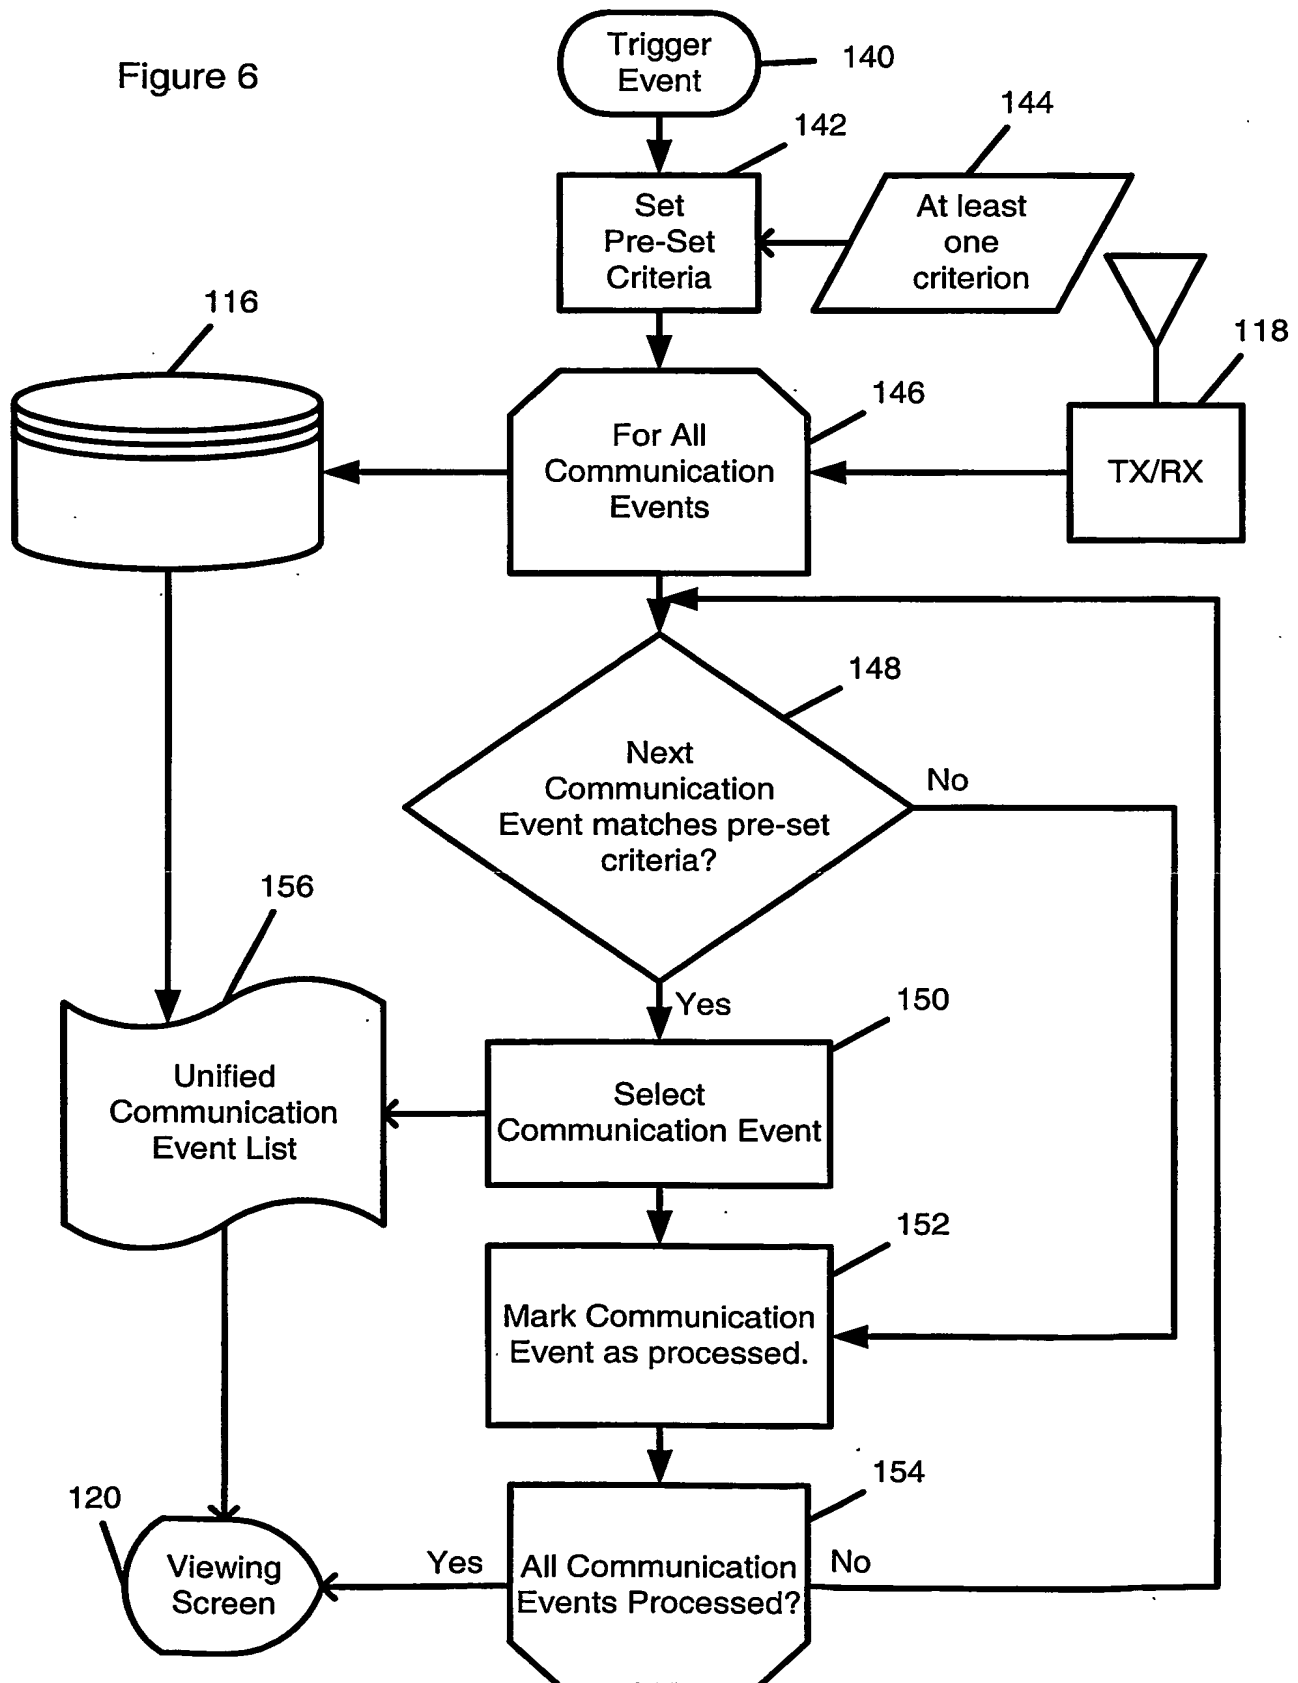 Figure 6
Trigger
Event
140
142
144
Set
Pre-Set
Criteria
At least
one
criterion
116
118
146
For All
Communication
Events
TX/RX
148
Next
Communication
Event matches pre-set
criteria?
No
156
Yes
150
Unified
Communication
Event List
Select
Communication Event
152
Mark Communication
Event as processed.
154
120
Viewing
Screen
Yes
All Communication
Events Processed?
No